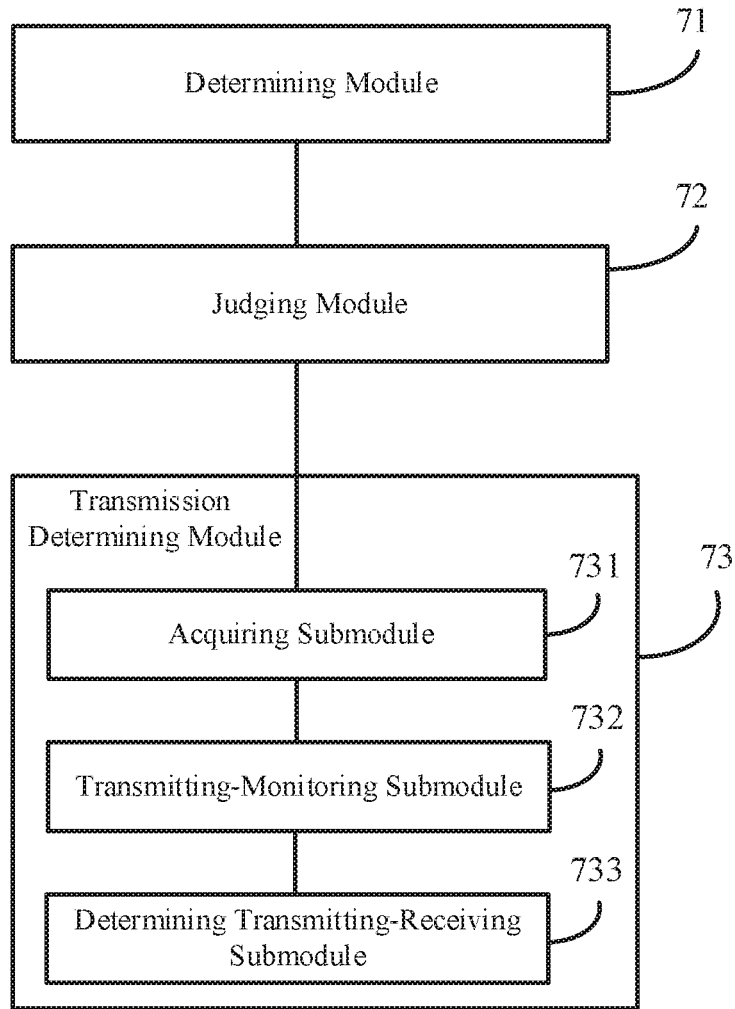 71
Determining Module
72
Judging Module
Transmission
Determining Module
73
731
Acquiring Submodule
732
Transmitting-Monitoring Submodule
733
Determining Transmitting-Receiving
Submodule